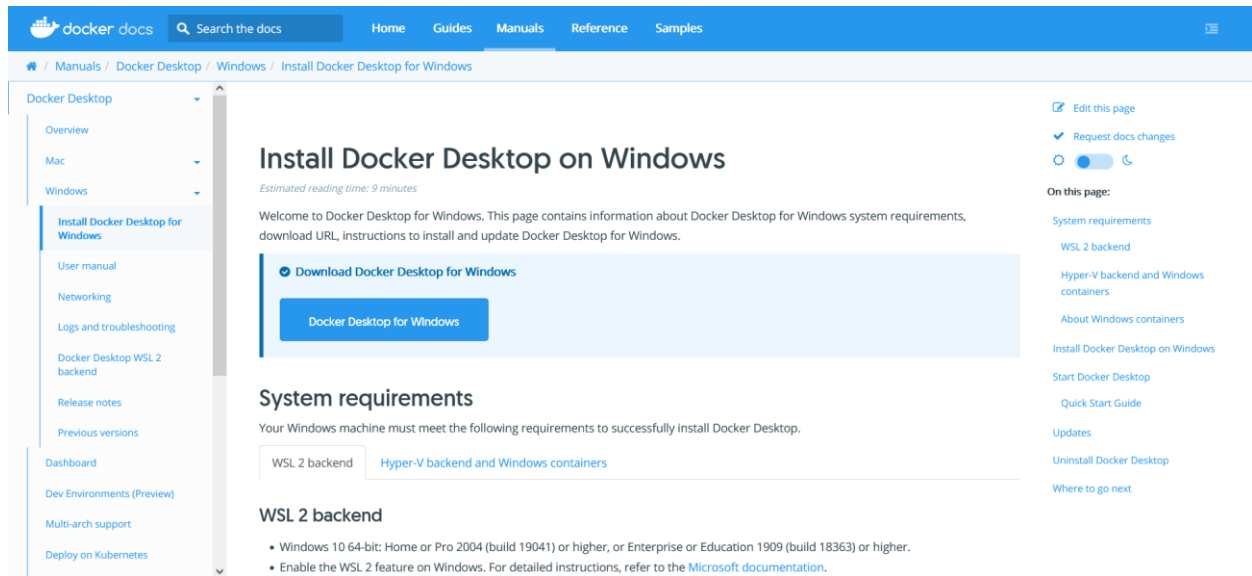 docker docs
Search the docs
Home
Guides
Manuals
Reference
Samples
/ Manuals / Docker Desktop / Windows / Install Docker Desktop for Windows
Docker Desktop
Overview
Mac
Windows
Install Docker Desktop for
Windows
User manual
Networking
Logs and troubleshooting
Docker Desktop WSL 2
backend
Release notes
Previous versions
Dashboard
Dev Environments (Preview)
Multi-arch support
Deploy on Kubernetes
Install Docker Desktop on Windows
Estimated reading time: 9 minutes
Welcome to Docker Desktop for Windows. This page contains information about Docker Desktop for Windows system requirements,
download URL, instructions to install and update Docker Desktop for Windows.
Download Docker Desktop for Windows
Docker Desktop for Windows
System requirements
Your Windows machine must meet the following requirements to successfully install Docker Desktop.
WSL 2 backend
Hyper-V backend and Windows containers
WSL 2 backend
• Windows 10 64-bit: Home or Pro 2004 (build 19041) or higher, or Enterprise or Education 1909 (build 18363) or higher.
• Enable the WSL 2 feature on Windows. For detailed instructions, refer to the Microsoft documentation.
Edit this page
Request docs changes
On this page:
System requirements
WSL 2 backend
Hyper-V backend and Windows
containers
About Windows containers
Install Docker Desktop on Windows
Start Docker Desktop
Quick Start Guide
Updates
Uninstall Docker Desktop
Where to go next